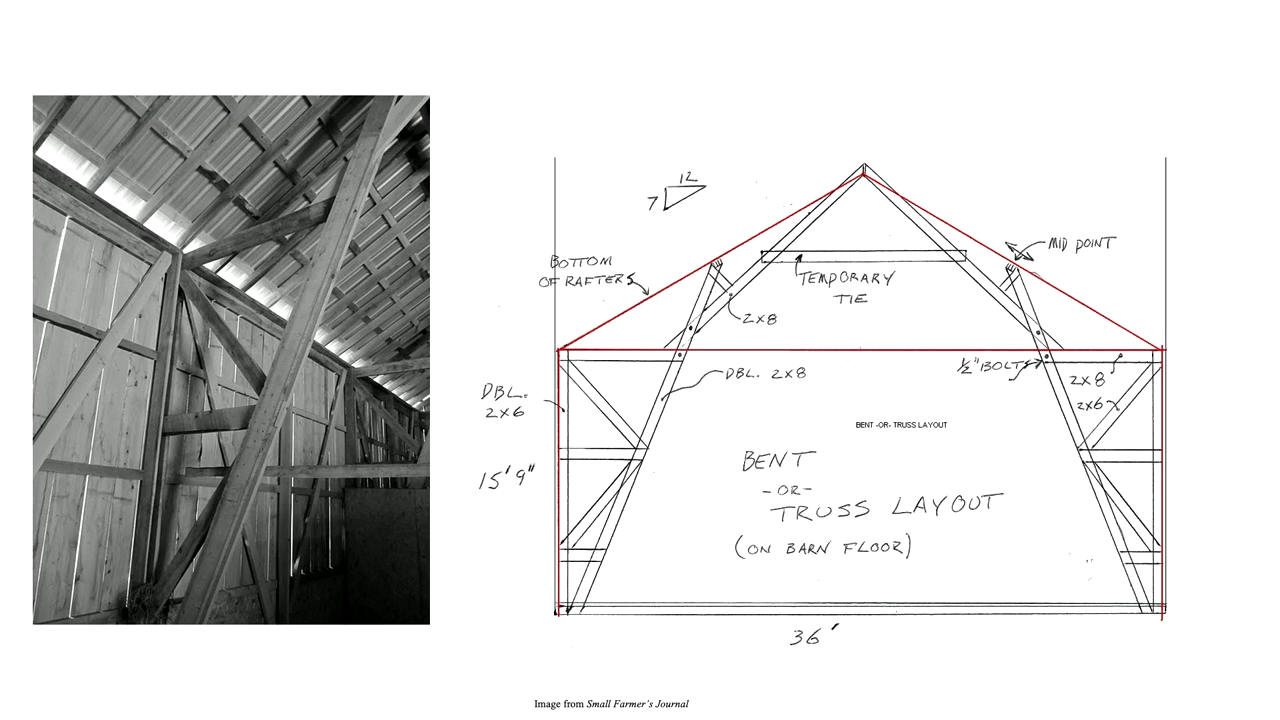 12
7
MID POINT
BOTTOM
OF RAFTERS
TEMPORARY
TIE
2x8
1/2" BOLTS
2x8
DBL. 2x8
DBL.
2x6
2x6
BENT -OR- TRUSS LAYOUT
BENT
-OR-
TRUSS LAYOUT
15' 9"
(ON BARN FLOOR)
36'
Image from Small Farmer's Journal